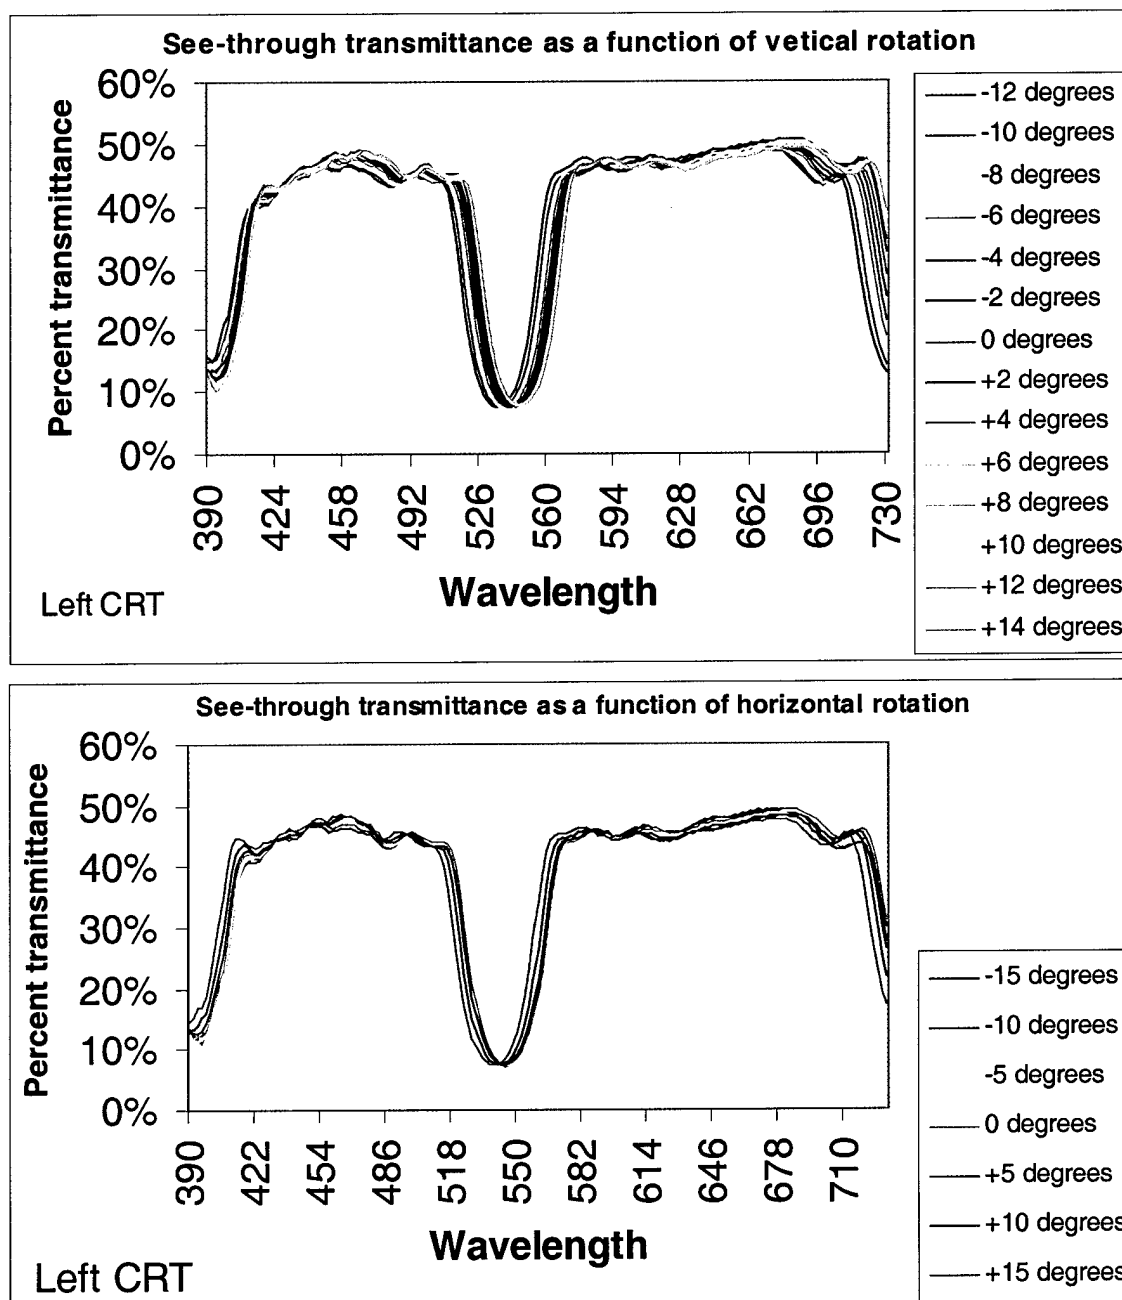 See-through transmittance as a function of vetical rotation
Percent transmittance
60%
50%
40%
30%
20%
10%
0%
390
424
458
492
526
560
594
628
662
696
730
Wavelength
Left CRT
-12 degrees
-10 degrees
-8 degrees
-6 degrees
-4 degrees
-2 degrees
0 degrees
+2 degrees
+4 degrees
+6 degrees
+8 degrees
+10 degrees
+12 degrees
+14 degrees
See-through transmittance as a function of horizontal rotation
Percent transmittance
60%
50%
40%
30%
20%
10%
0%
390
422
454
486
518
550
582
614
646
678
710
Wavelength
Left CRT
-15 degrees
-10 degrees
-5 degrees
0 degrees
+5 degrees
+10 degrees
+15 degrees